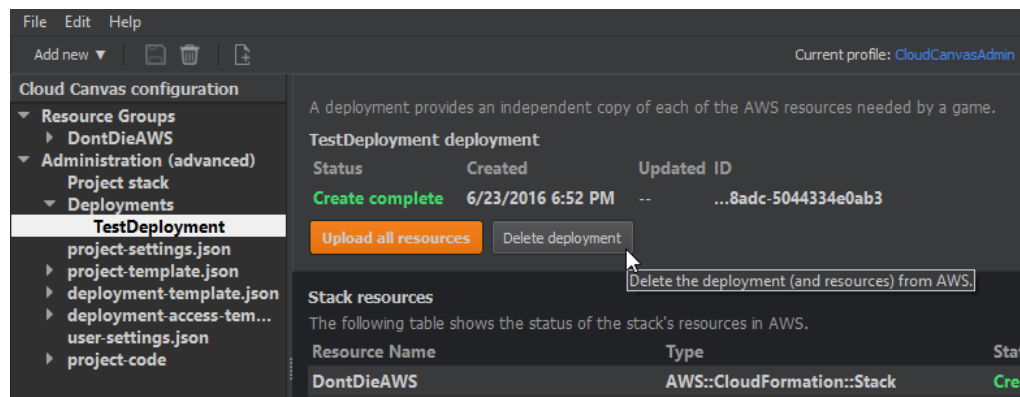 File Edit Help
Add new ▼
Current profile: CloudCanvasAdmin
Cloud Canvas configuration
Resource Groups
DontDieAWS
Administration (advanced)
Project stack
Deployments
TestDeployment
project-settings.json
project-template.json
deployment-template.json
deployment-access-tem...
user-settings.json
project-code
A deployment provides an independent copy of each of the AWS resources needed by a game.
TestDeployment deployment
Status Created Updated ID
Create complete 6/23/2016 6:52 PM -- ...8adc-5044334e0ab3
Upload all resources Delete deployment
Delete the deployment (and resources) from AWS.
Stack resources
The following table shows the status of the stack's resources in AWS.
Resource Name Type Sta
DontDieAWS AWS::CloudFormation::Stack Cre